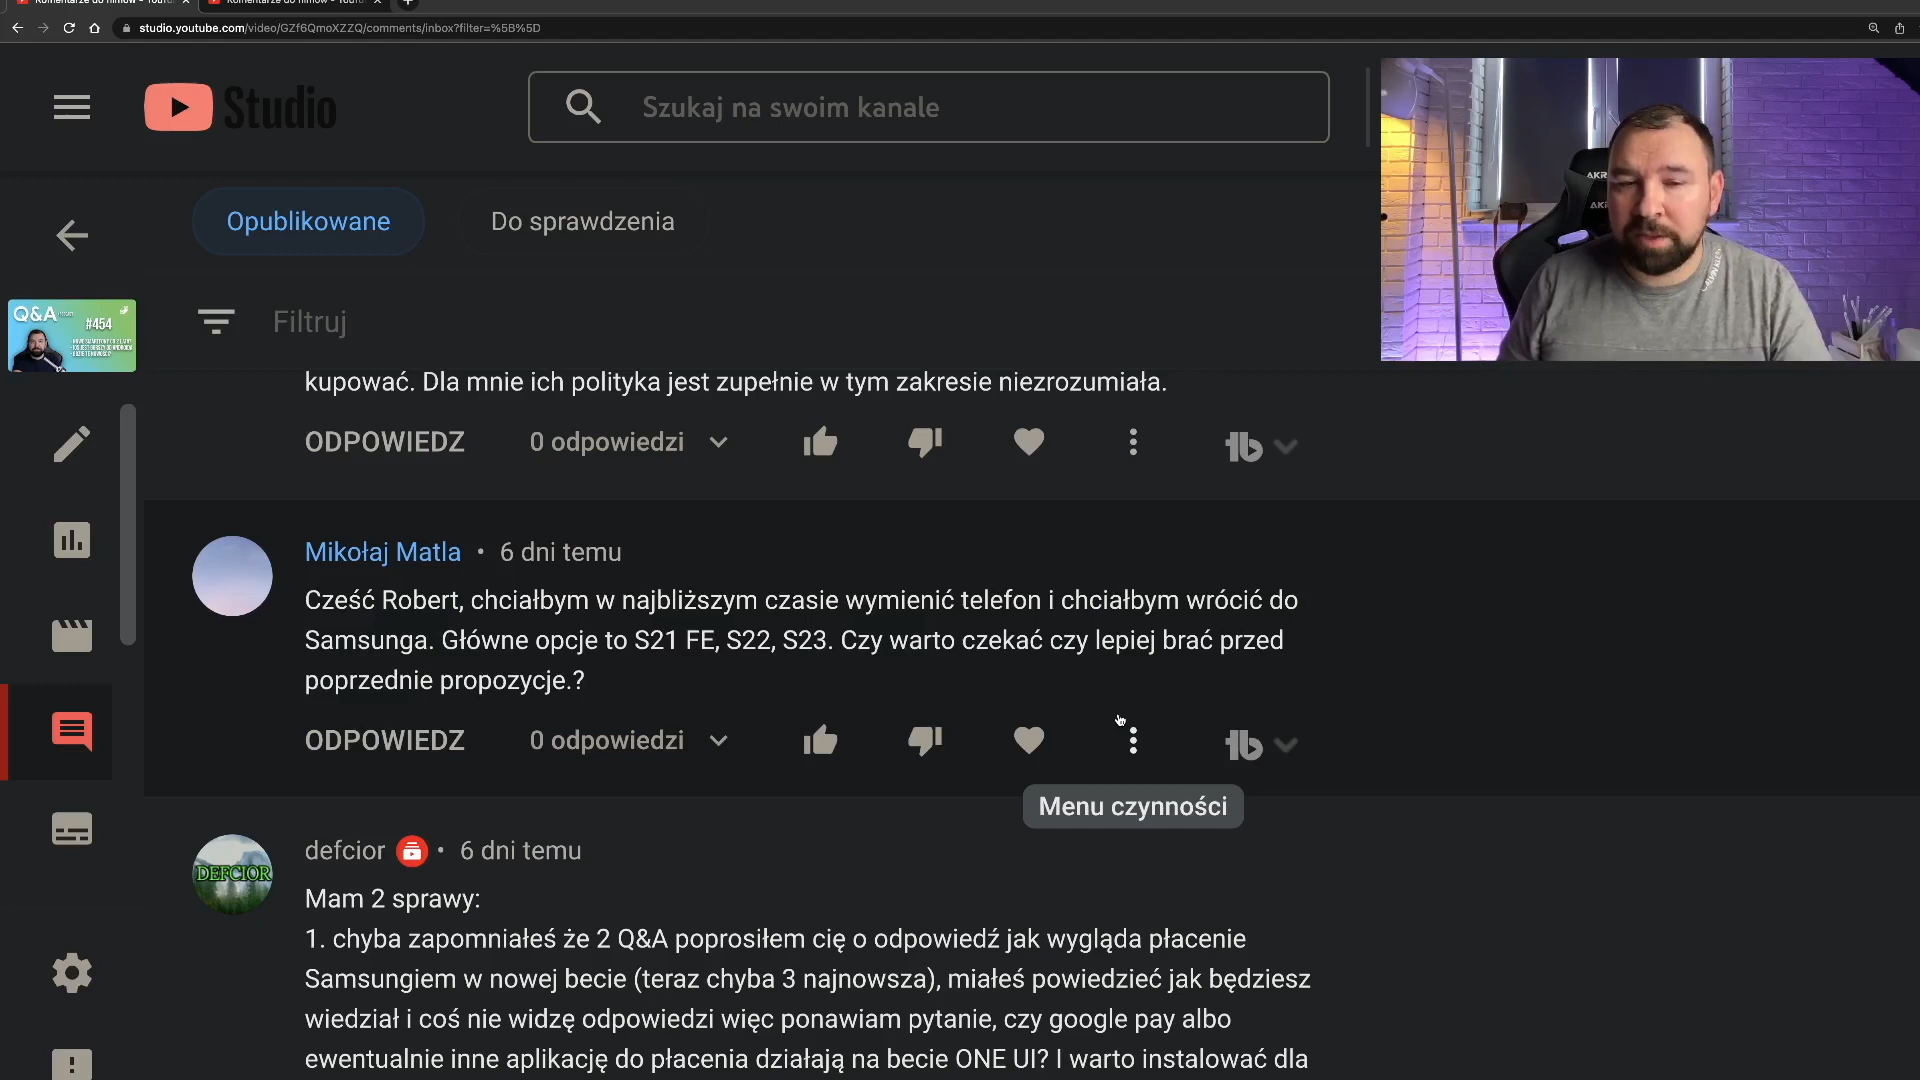 studio.youtube.com/video/GZf6QmoXZZQ/comments/inbox?filter=%5B%5D
Studio
Szukaj na swoim kanale
Opublikowane
Do sprawdzenia
Q&A
#454
Filtruj
kupować. Dla mnie ich polityka jest zupełnie w tym zakresie niezrozumiała.
ODPOWIEDZ
0 odpowiedzi
Mikołaj Matla • 6 dni temu
Cześć Robert, chciałbym w najbliższym czasie wymienić telefon i chciałbym wrócić do
Samsunga. Główne opcje to S21 FE, S22, S23. Czy warto czekać czy lepiej brać przed
poprzednie propozycje.?
ODPOWIEDZ
0 odpowiedzi
Menu czynności
DEFCIOR
defcior • 6 dni temu
Mam 2 sprawy:
1. chyba zapomniałeś że 2 Q&A poprosiłem cię o odpowiedź jak wygląda płacenie
Samsungiem w nowej becie (teraz chyba 3 najnowsza), miałeś powiedzieć jak będziesz
wiedział i coś nie widzę odpowiedzi więc ponawiam pytanie, czy google pay albo
ewentualnie inne aplikację do płacenia działają na becie ONE UI? I warto instalować dla